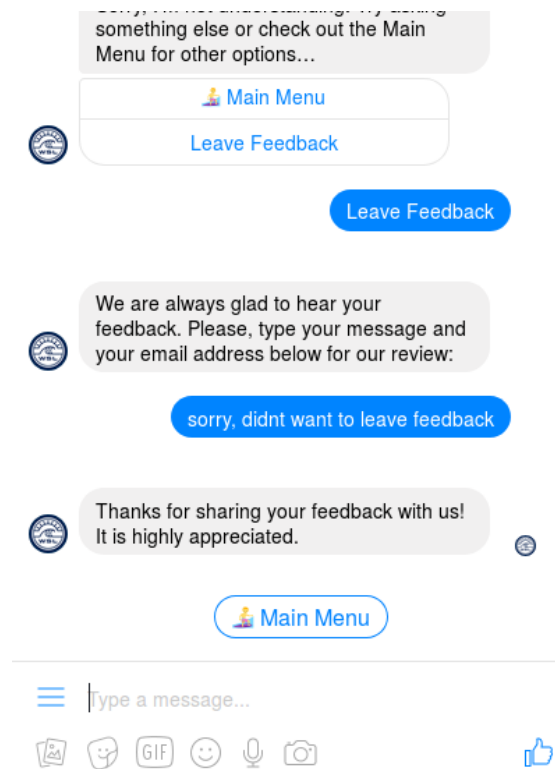 something else or check out the Main
Menu for other options...
Main Menu
Leave Feedback
WSL
Leave Feedback
We are always glad to hear your
feedback. Please, type your message and
your email address below for our review:
WSL
sorry, didnt want to leave feedback
Thanks for sharing your feedback with us!
It is highly appreciated.
WSL
Main Menu
Type a message...
GIF